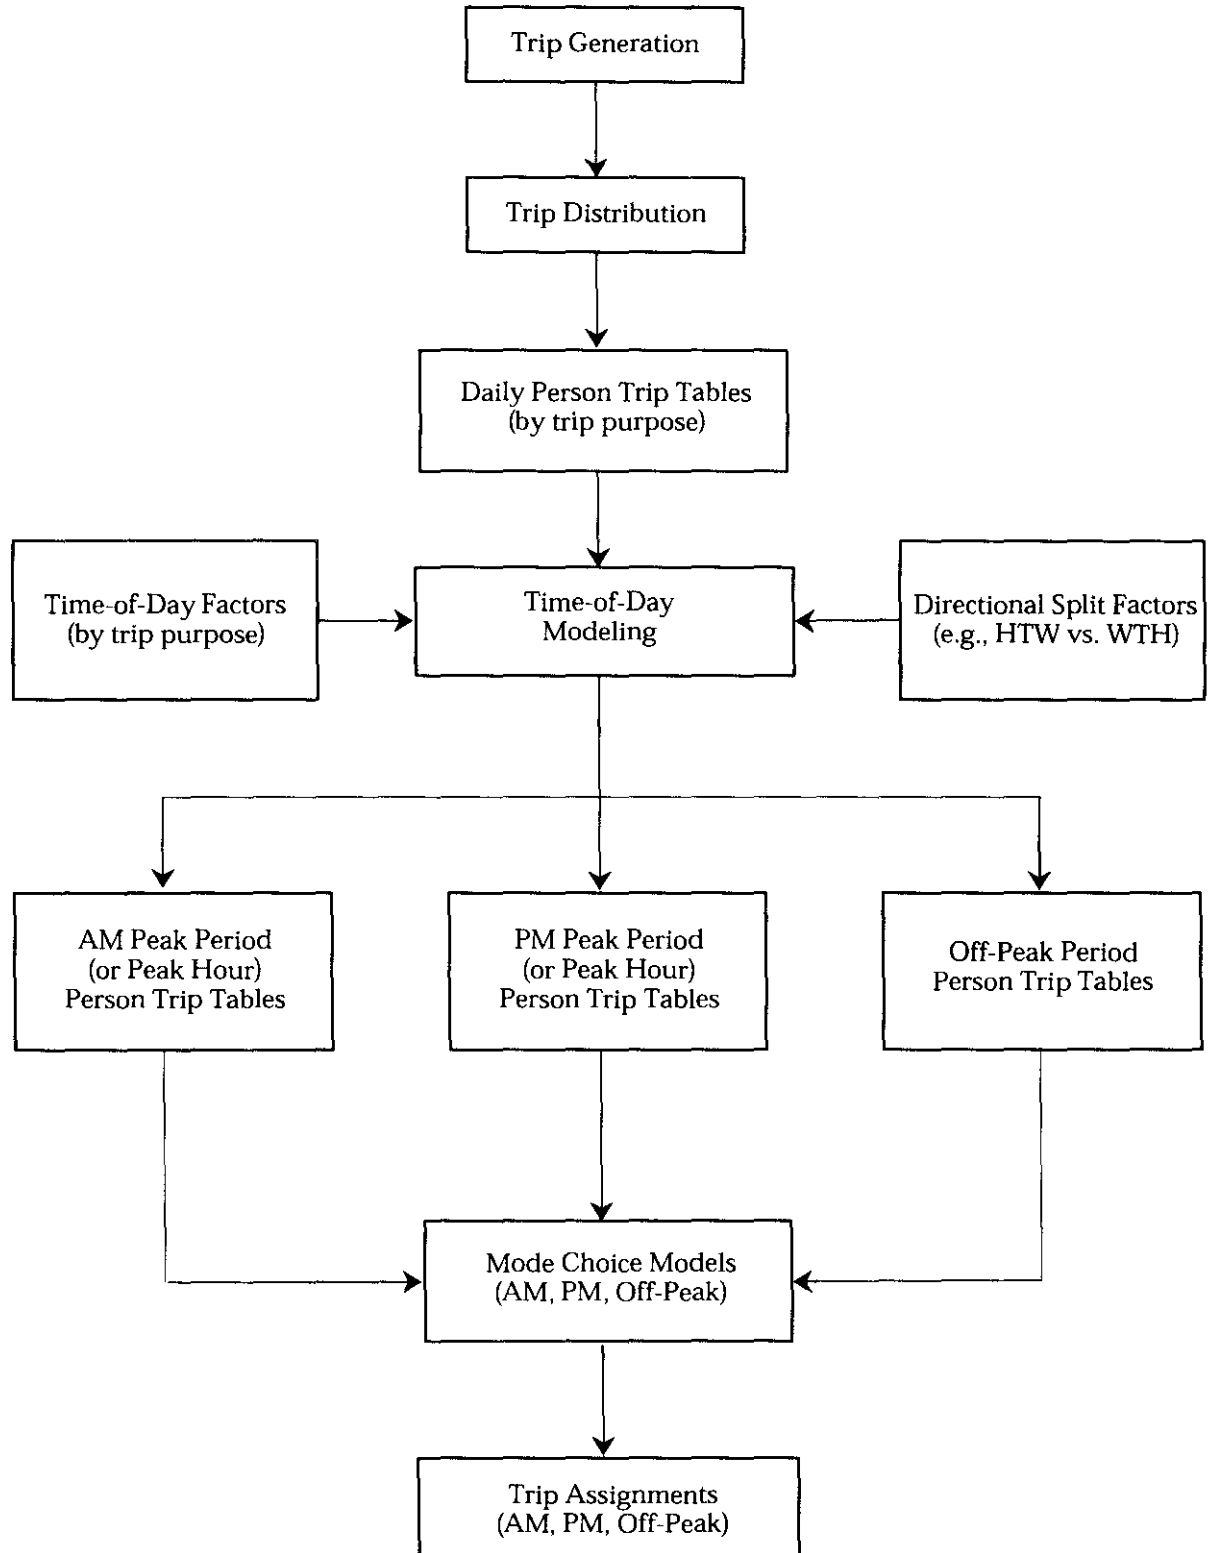 Trip Generation
Trip Distribution
Daily Person Trip Tables
(by trip purpose)
Time-of-Day Factors
(by trip purpose)
Time-of-Day
Modeling
Directional Split Factors
(e.g., HTW vs. WTH)
AM Peak Period
(or Peak Hour)
Person Trip Tables
PM Peak Period
(or Peak Hour)
Person Trip Tables
Off-Peak Period
Person Trip Tables
Mode Choice Models
(AM, PM, Off-Peak)
Trip Assignments
(AM, PM, Off-Peak)